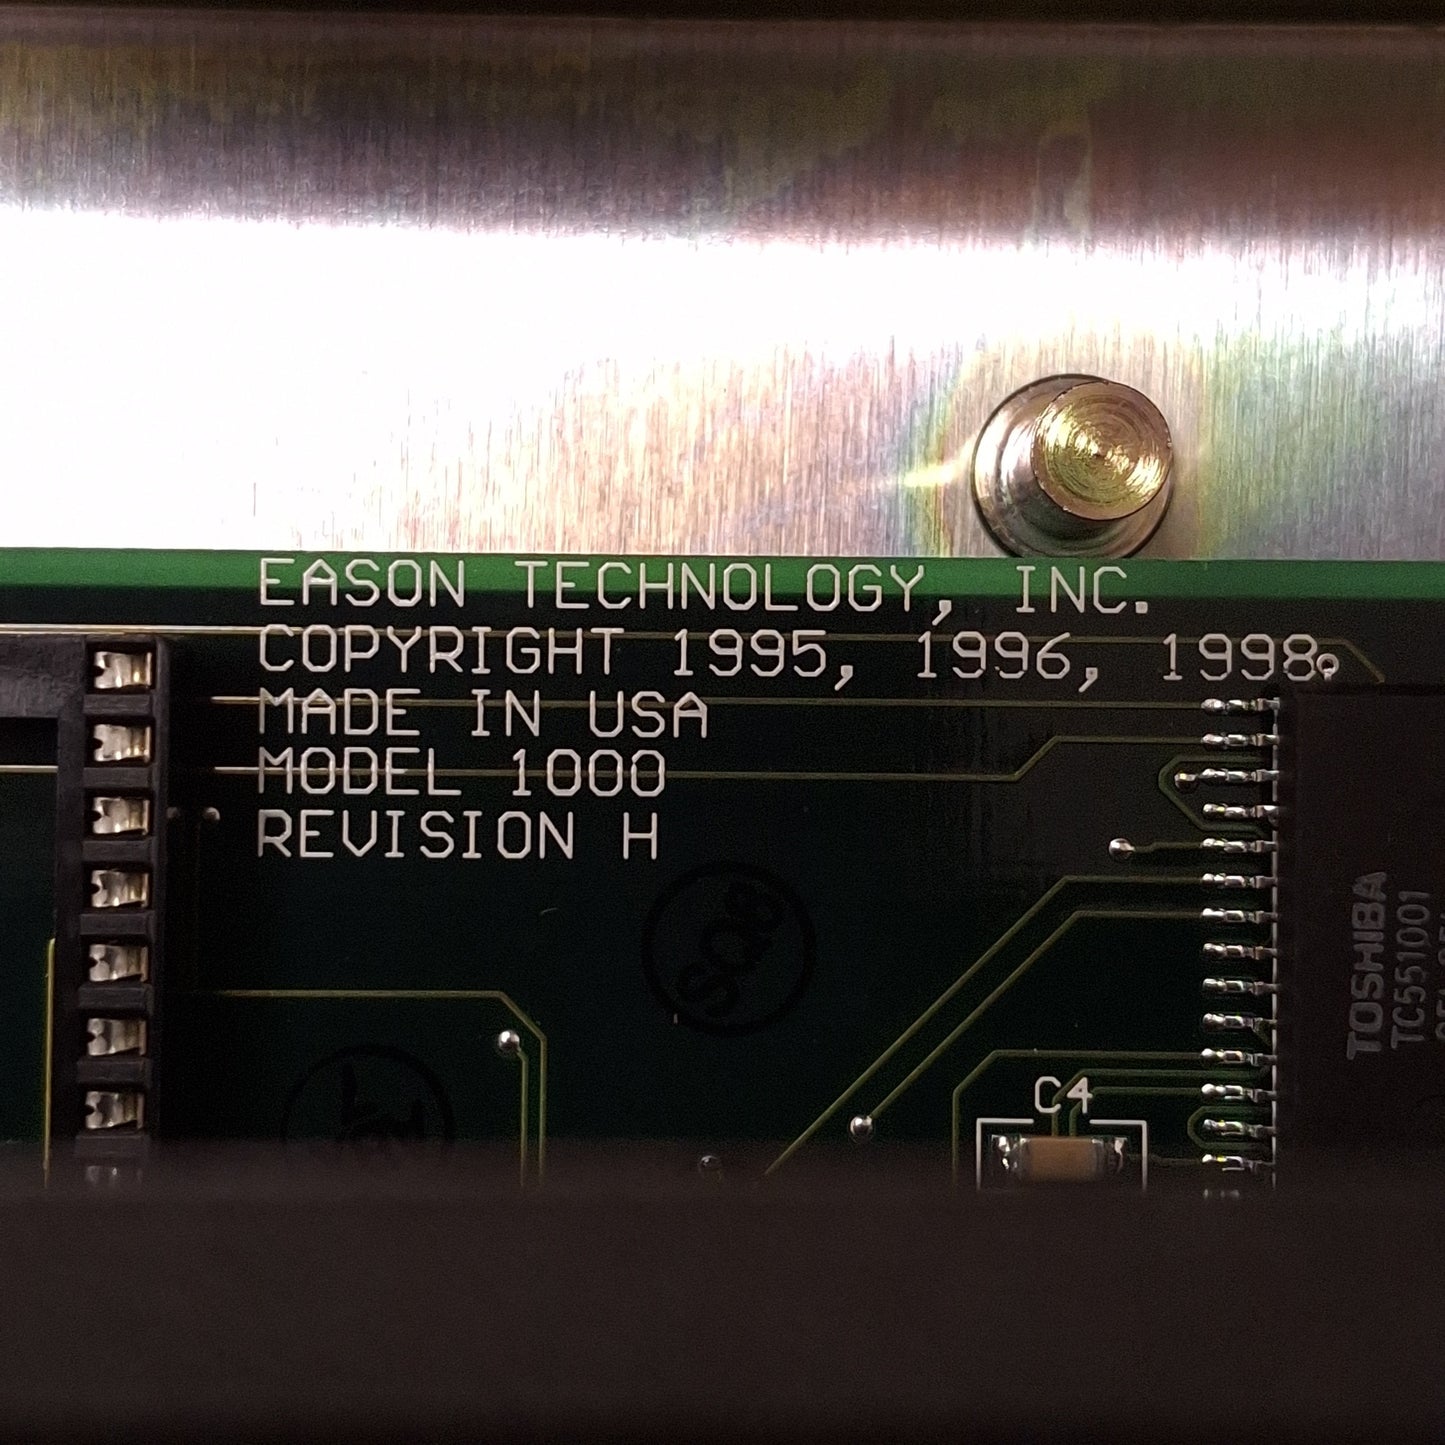 EASON TECHNOLOGY, INC.
COPYRIGHT 1995, 1996, 1998
MADE IN USA
MODEL 1000
REVISION H
C4
TOSHIBA
TC551001